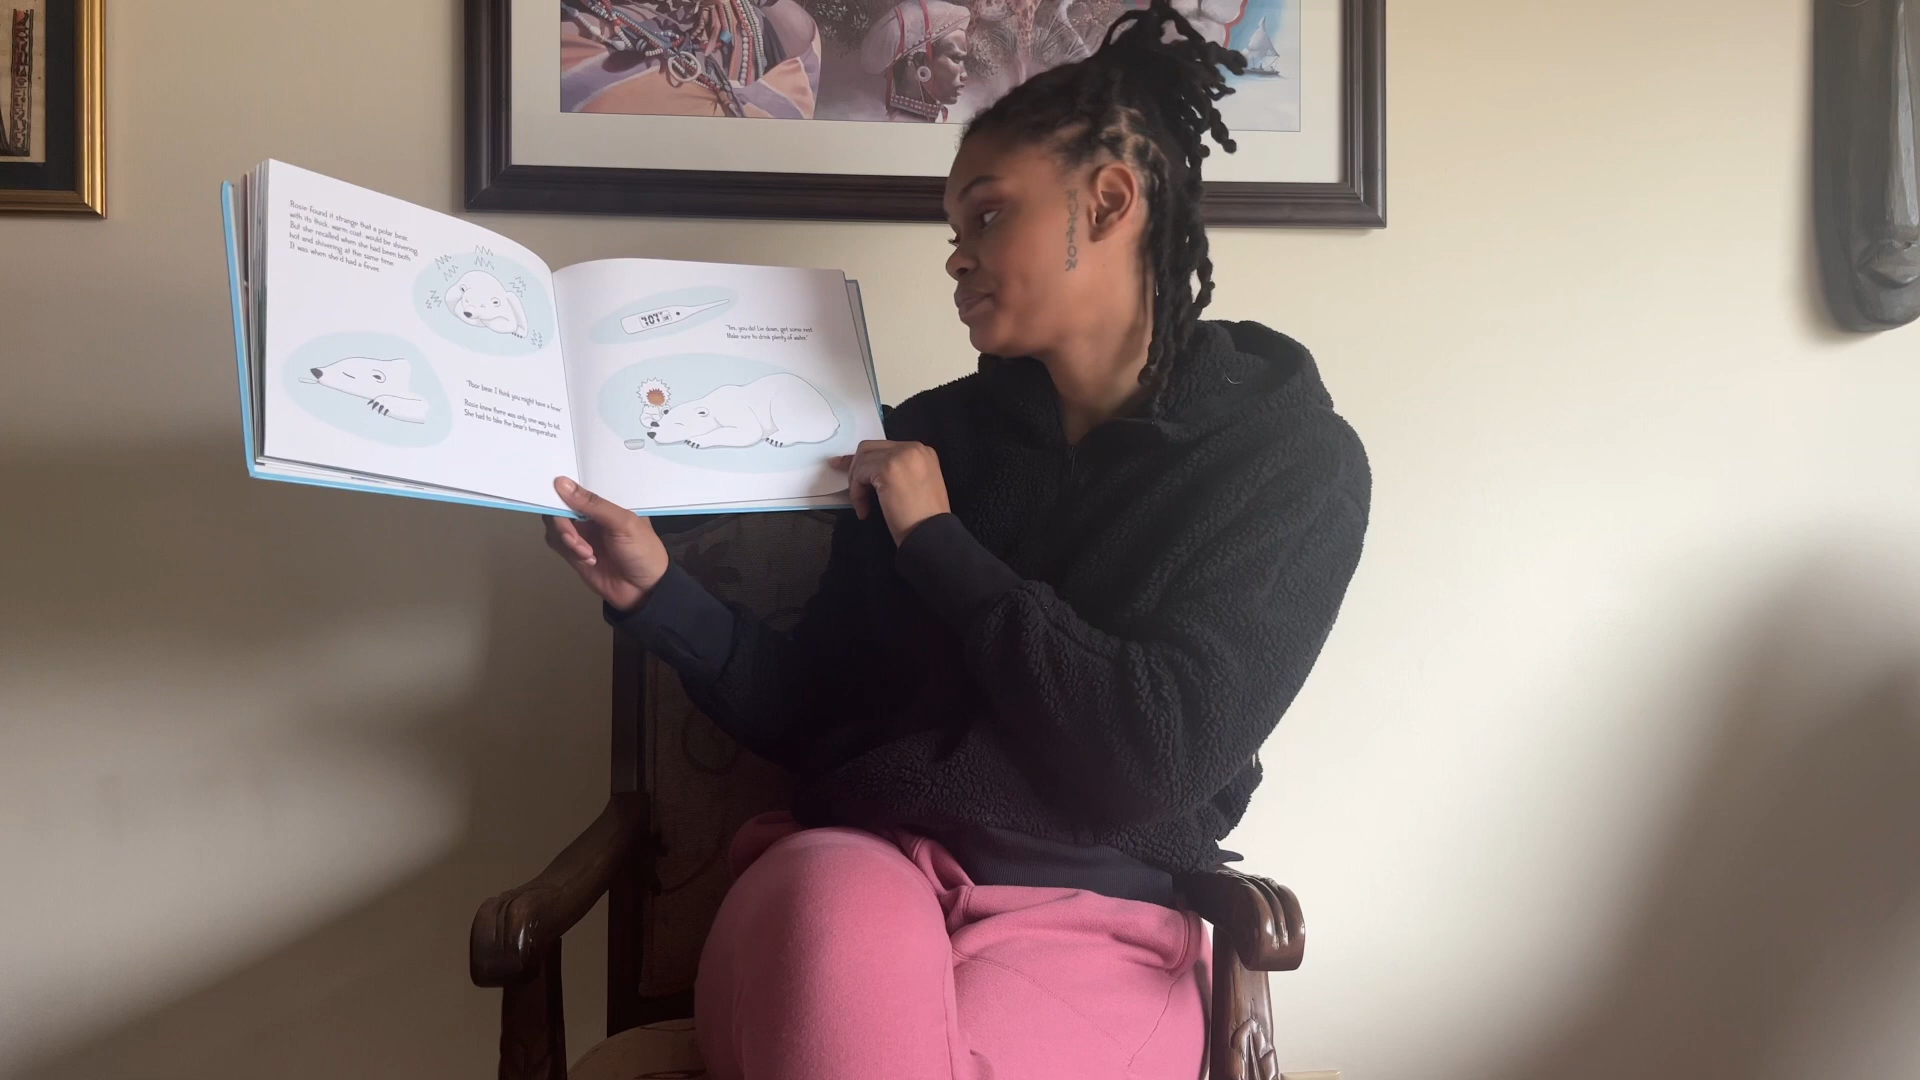 Rosie found it strange that a polar bear,
with its thick, warm coat, would be shivering.
But she recalled when she had been both
hot and shivering at the same time.
It was when she'd had a fever.
"Poor bear, I think you might have a fever."
Rosie knew there was only one way to tell.
She had to take the bear's temperature.
107°
"Yes, you do! Lie down, get some rest.
Make sure to drink plenty of water."